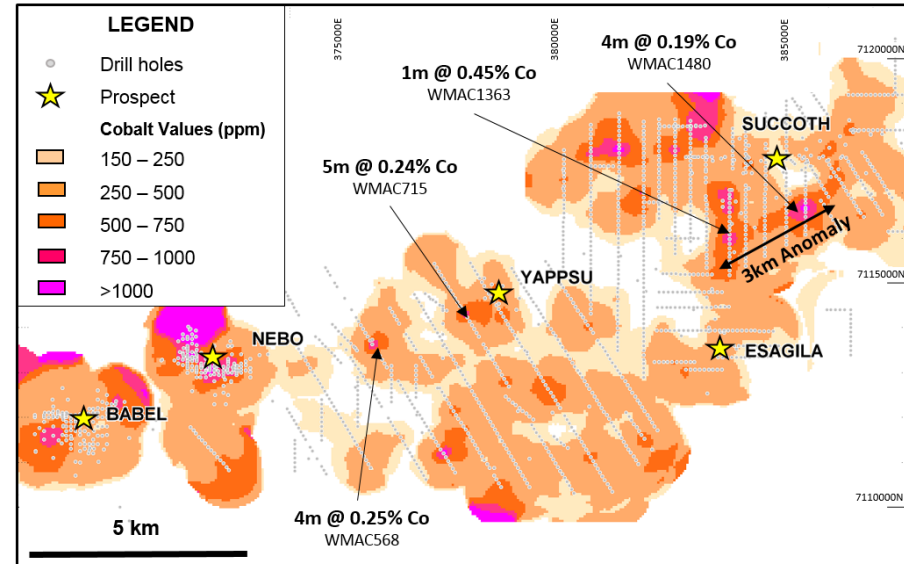 LEGEND
Drill holes
Prospect
Cobalt Values (ppm)
150 – 250
250 – 500
500 – 750
750 – 1000
>1000
375000E
380000E
385000E
7120000N
7115000N
7110000N
4m @ 0.19% Co
WMAC1480
1m @ 0.45% Co
WMAC1363
5m @ 0.24% Co
WMAC715
SUCCOTH
3km Anomaly
YAPPSU
NEBO
ESAGILA
BABEL
4m @ 0.25% Co
WMAC568
5 km